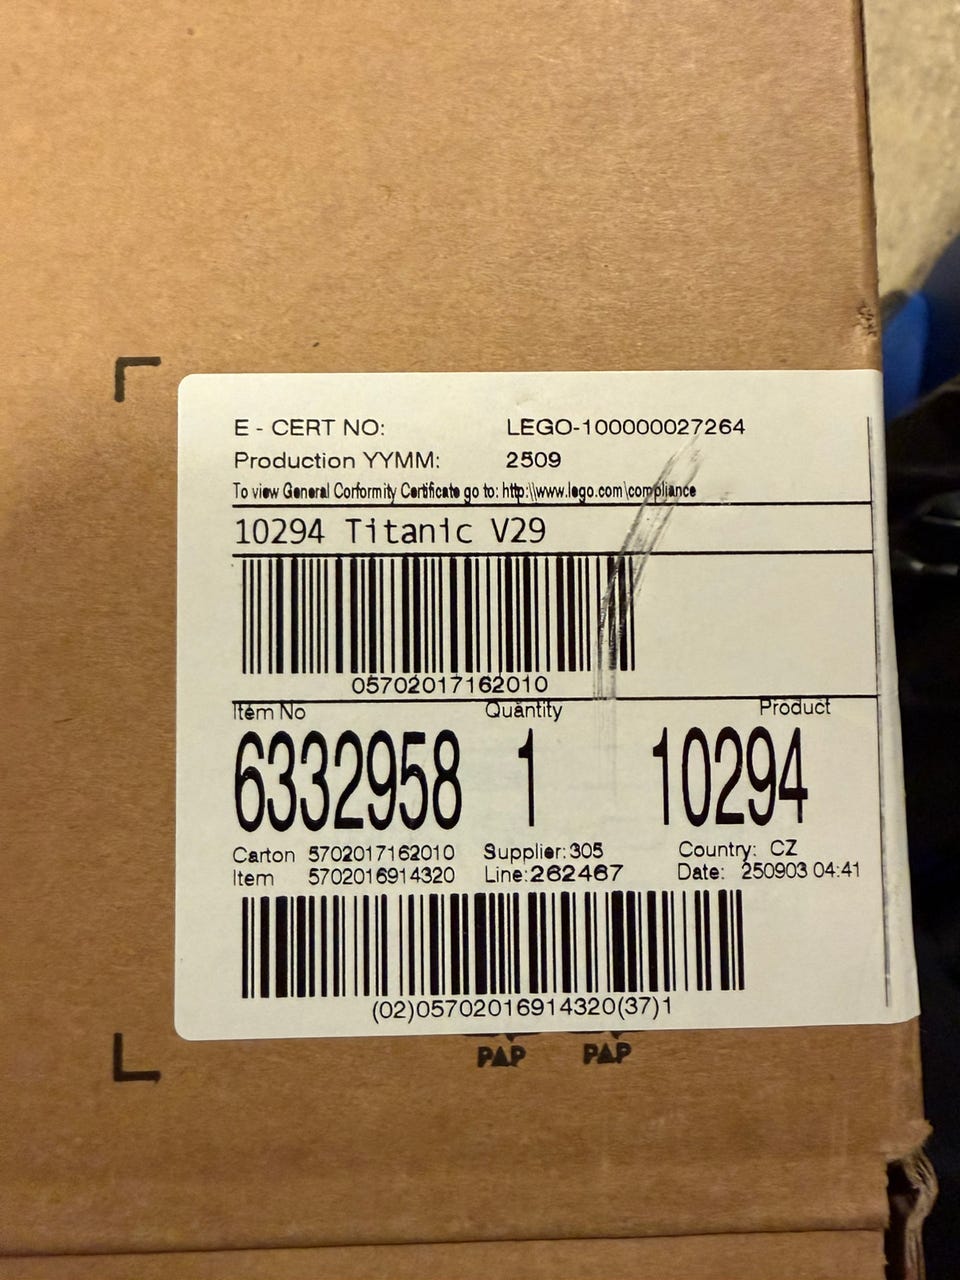 E - CERT NO: LEGO-100000027264
Production YYMM: 2509
To view General Corformity Certificate go to: http:\\www.lego.com\compliance
10294 Titanic V29
05702017162010
Item No Quantity Product
6332958 1 10294
Carton 5702017162010 Supplier:305 Country: CZ
Item 5702016914320 Line:262467 Date: 250903 04:41
(02)05702016914320(37)1
PAP PAP